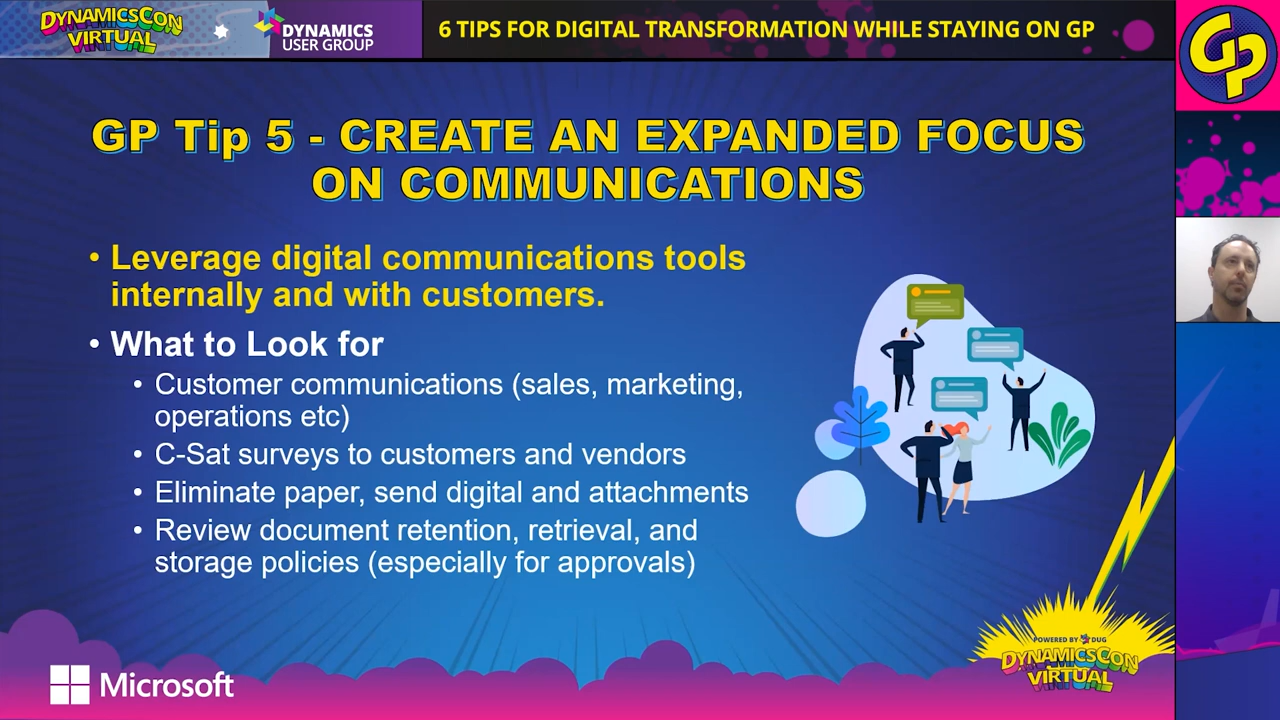 DYNAMICSCON
VIRTUAL
DYNAMICS
USER GROUP
6 TIPS FOR DIGITAL TRANSFORMATION WHILE STAYING ON GP
GP
GP Tip 5 - CREATE AN EXPANDED FOCUS
ON COMMUNICATIONS
• Leverage digital communications tools
internally and with customers.
• What to Look for
• Customer communications (sales, marketing,
operations etc)
• C-Sat surveys to customers and vendors
• Eliminate paper, send digital and attachments
• Review document retention, retrieval, and
storage policies (especially for approvals)
POWERED BY DUG
DYNAMICSCON
VIRTUAL
Microsoft